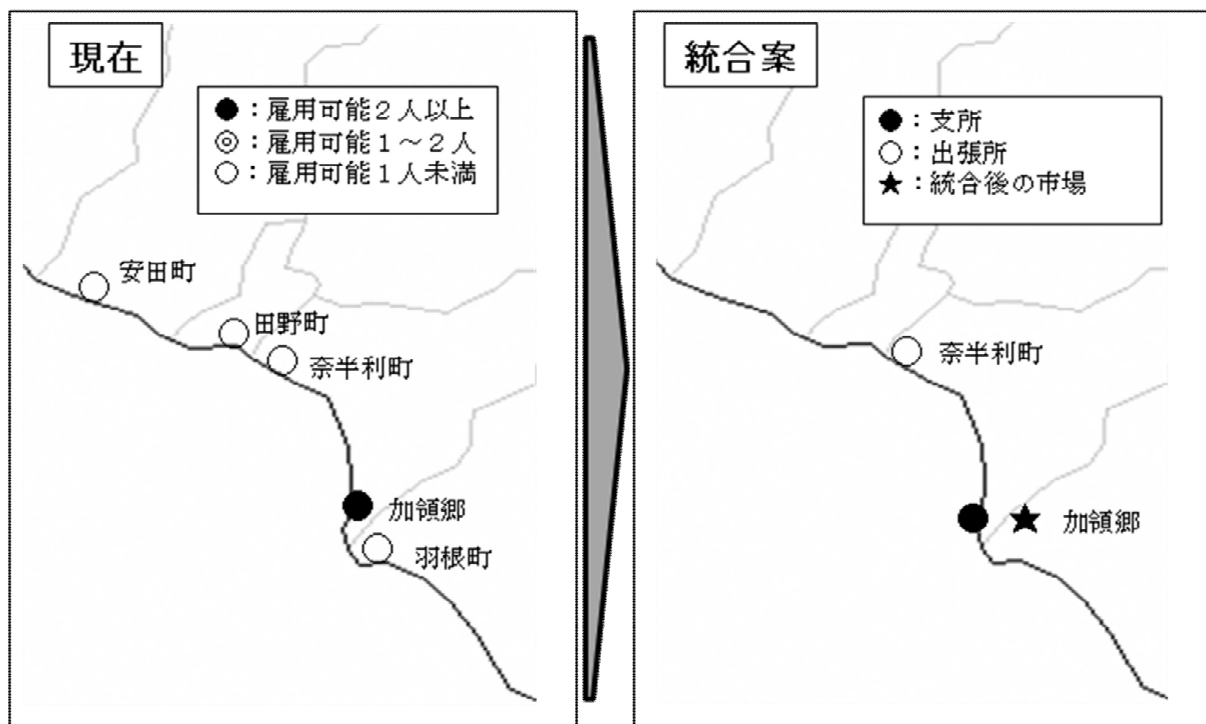 現在
●：雇用可能２人以上
◎：雇用可能１～２人
○：雇用可能１人未満
安田町
田野町
奈半利町
加領郷
羽根町
統合案
●：支所
○：出張所
★：統合後の市場
奈半利町
加領郷